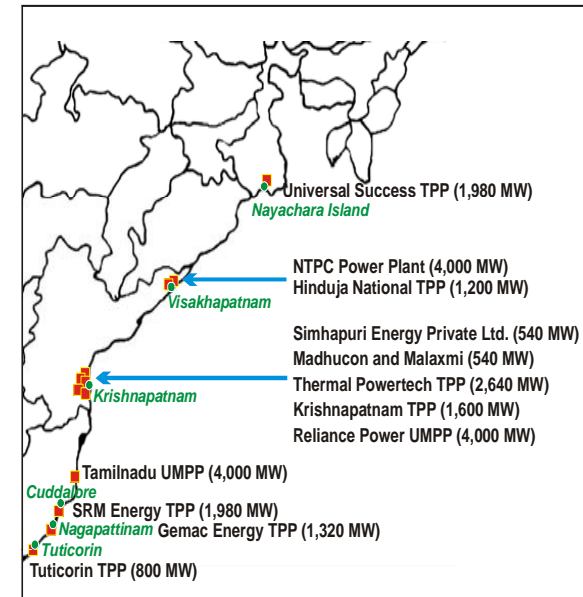 Universal Success TPP (1,980 MW)
Nayachara Island
NTPC Power Plant (4,000 MW)
Hinduja National TPP (1,200 MW)
Visakhapatnam
Simhapuri Energy Private Ltd. (540 MW)
Madhucon and Malaxmi (540 MW)
Thermal Powertech TPP (2,640 MW)
Krishnapatnam
Krishnapatnam TPP (1,600 MW)
Reliance Power UMPP (4,000 MW)
Tamilnadu UMPP (4,000 MW)
Cuddalore
SRM Energy TPP (1,980 MW)
Nagapattinam Gemac Energy TPP (1,320 MW)
Tuticorin
Tuticorin TPP (800 MW)